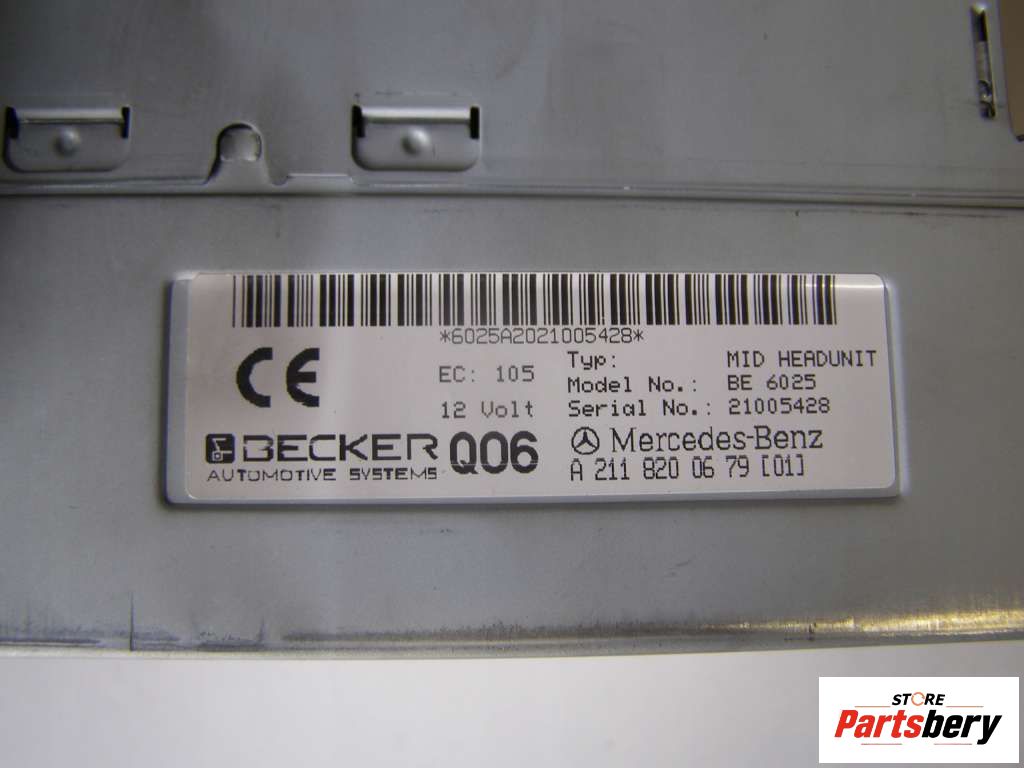 *6025A2021005428*
EC: 105
12 Volt
Typ: MID HEADUNIT
Model No.: BE 6025
Serial No.: 21005428
BECKER
AUTOMOTIVE SYSTEMS
Q06
Mercedes-Benz
A 211 820 06 79 [01]
STORE
Partsbery